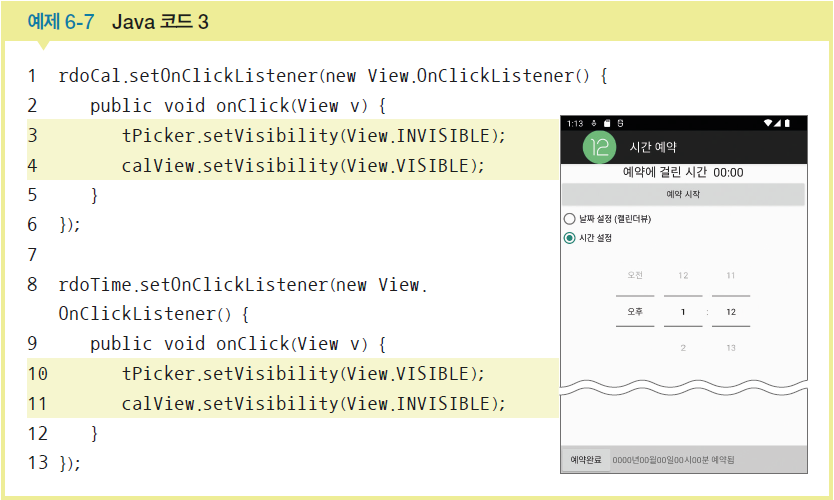 예제 6-7 Java 코드 3
1 rdoCal.setOnClickListener(new View.OnClickListener() {
2 public void onClick(View v) {
3 tPicker.setVisibility(View.INVISIBLE);
4 calView.setVisibility(View.VISIBLE);
5 }
6 });
7
8 rdoTime.setOnClickListener(new View.
OnClickListener() {
9 public void onClick(View v) {
10 tPicker.setVisibility(View.VISIBLE);
11 calView.setVisibility(View.INVISIBLE);
12 }
13 });
1:13
12 시간 예약
예약에 걸린 시간 00:00
예약 시작
날짜 설정 (캘린더뷰)
시간 설정
오전 12 11
오후 1 : 12
2 13
예약완료 0000년00월00일00시00분 예약됨